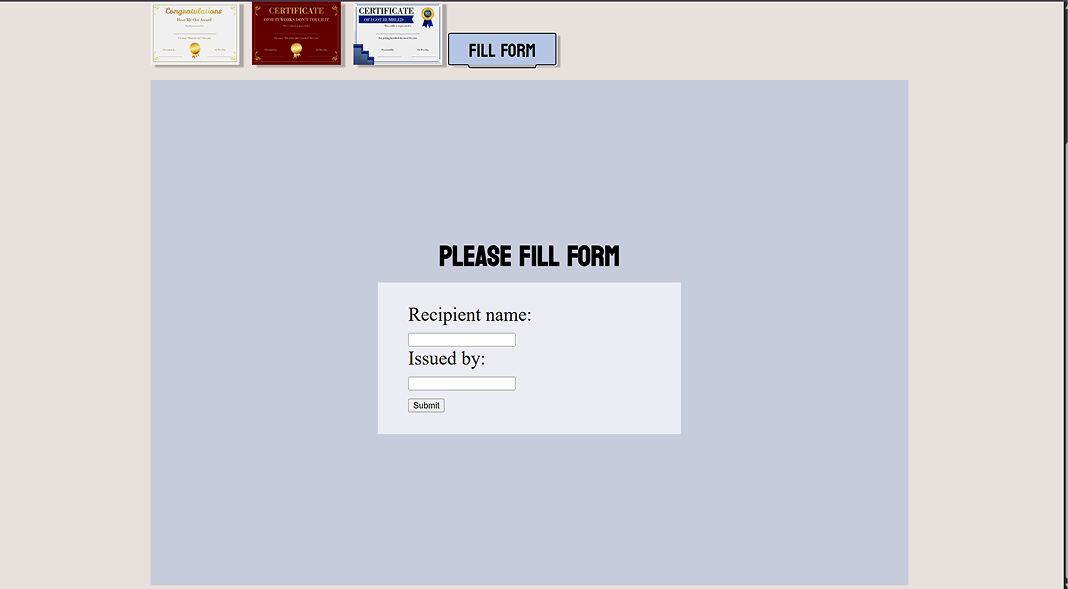 Congratulations
Hear Me Out Award
CERTIFICATE
OF IF IT WORKS DON'T TOUCH IT
CERTIFICATE
OF I GOT HUMBLED
FILL FORM
PLEASE FILL FORM
Recipient name:
Issued by:
Submit